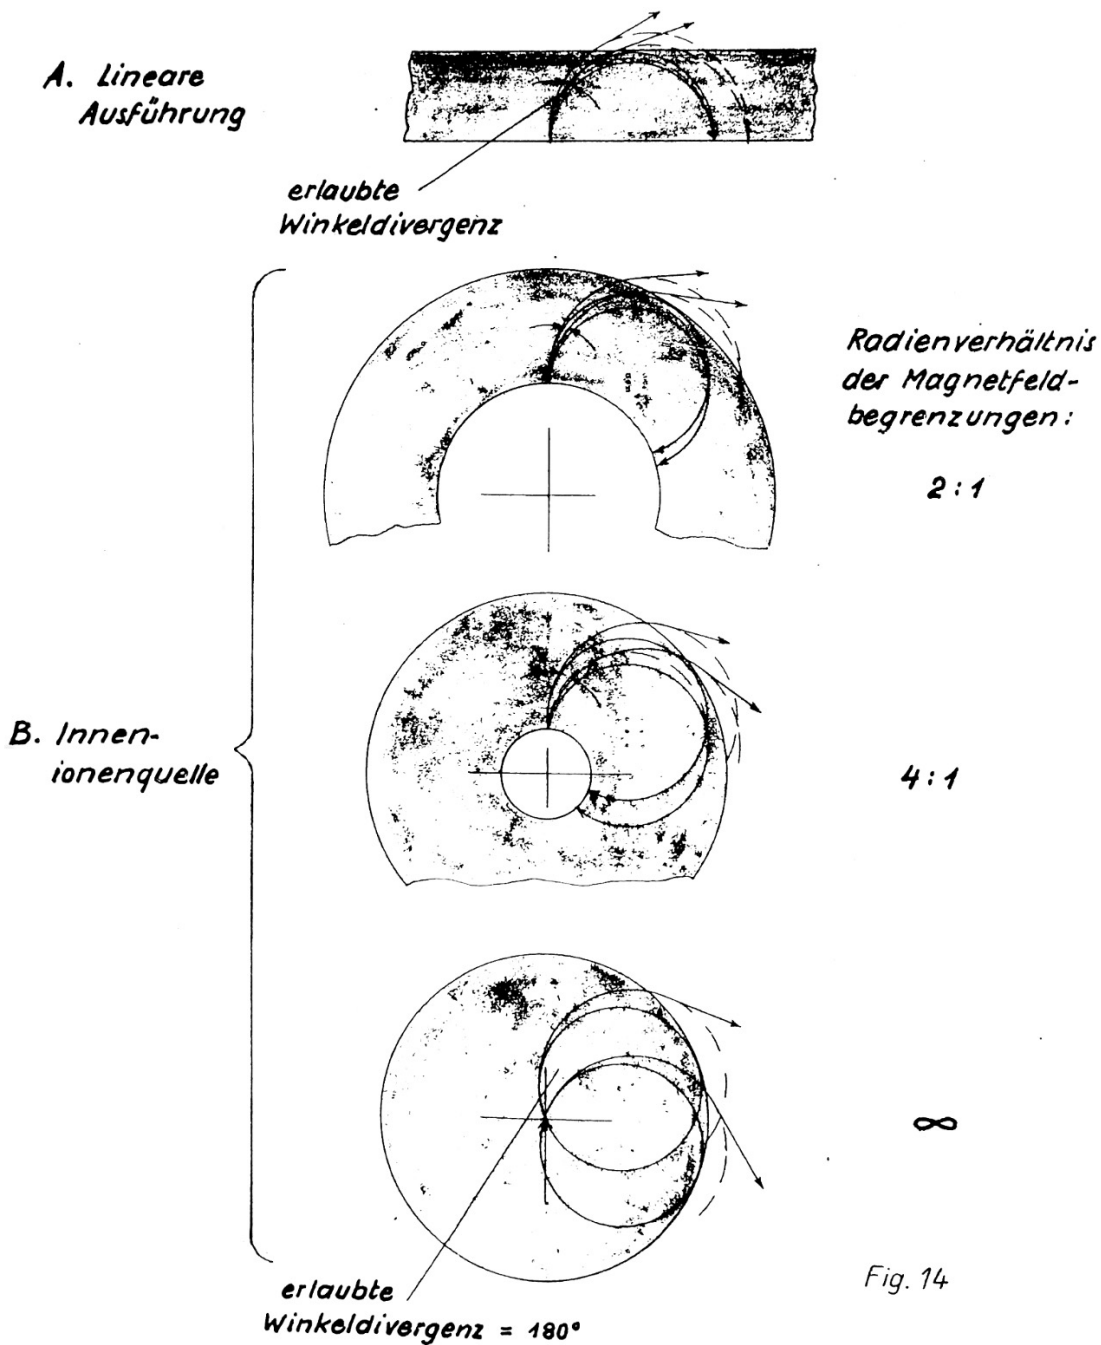 A. Lineare
Ausführung
erlaubte
Winkeldivergenz
Radienverhältnis
der Magnetfeld-
begrenzungen:
2:1
B. Innen-
ionenquelle
4:1
∞
erlaubte
Winkeldivergenz = 180°
Fig. 14